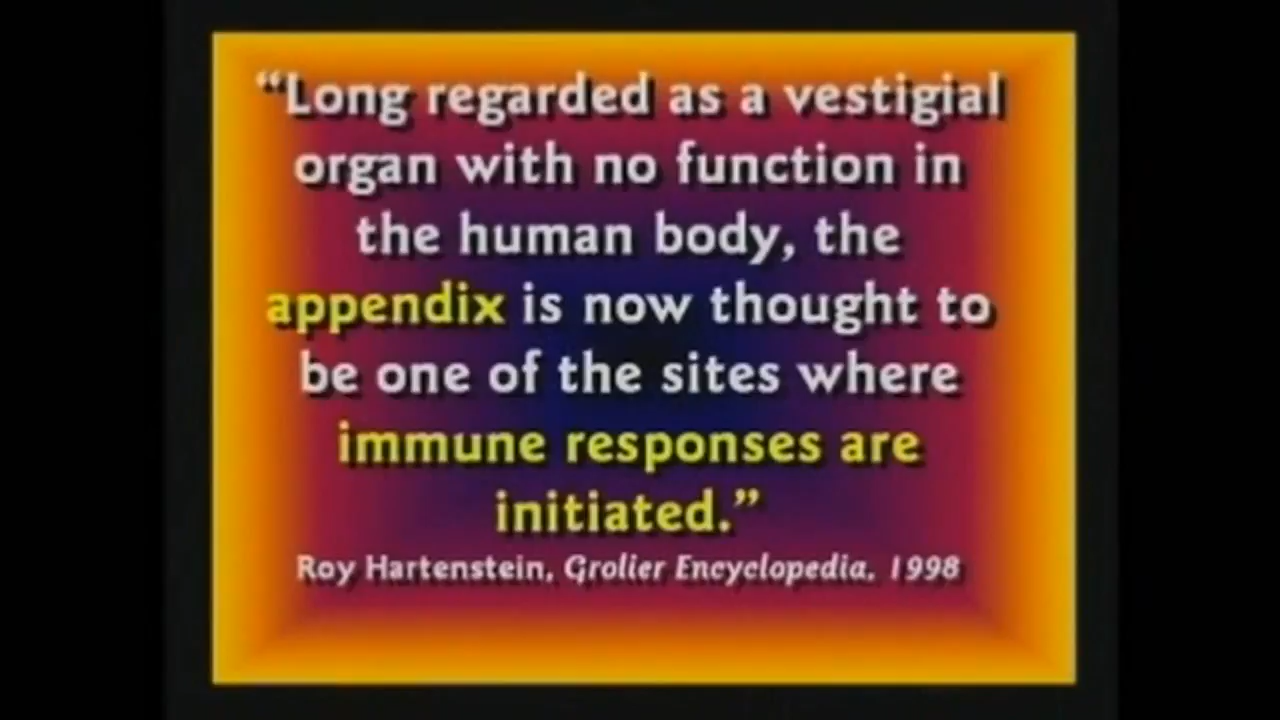 “Long regarded as a vestigial
organ with no function in
the human body, the
appendix is now thought to
be one of the sites where
immune responses are
initiated.”
Roy Hartenstein, Grolier Encyclopedia, 1998